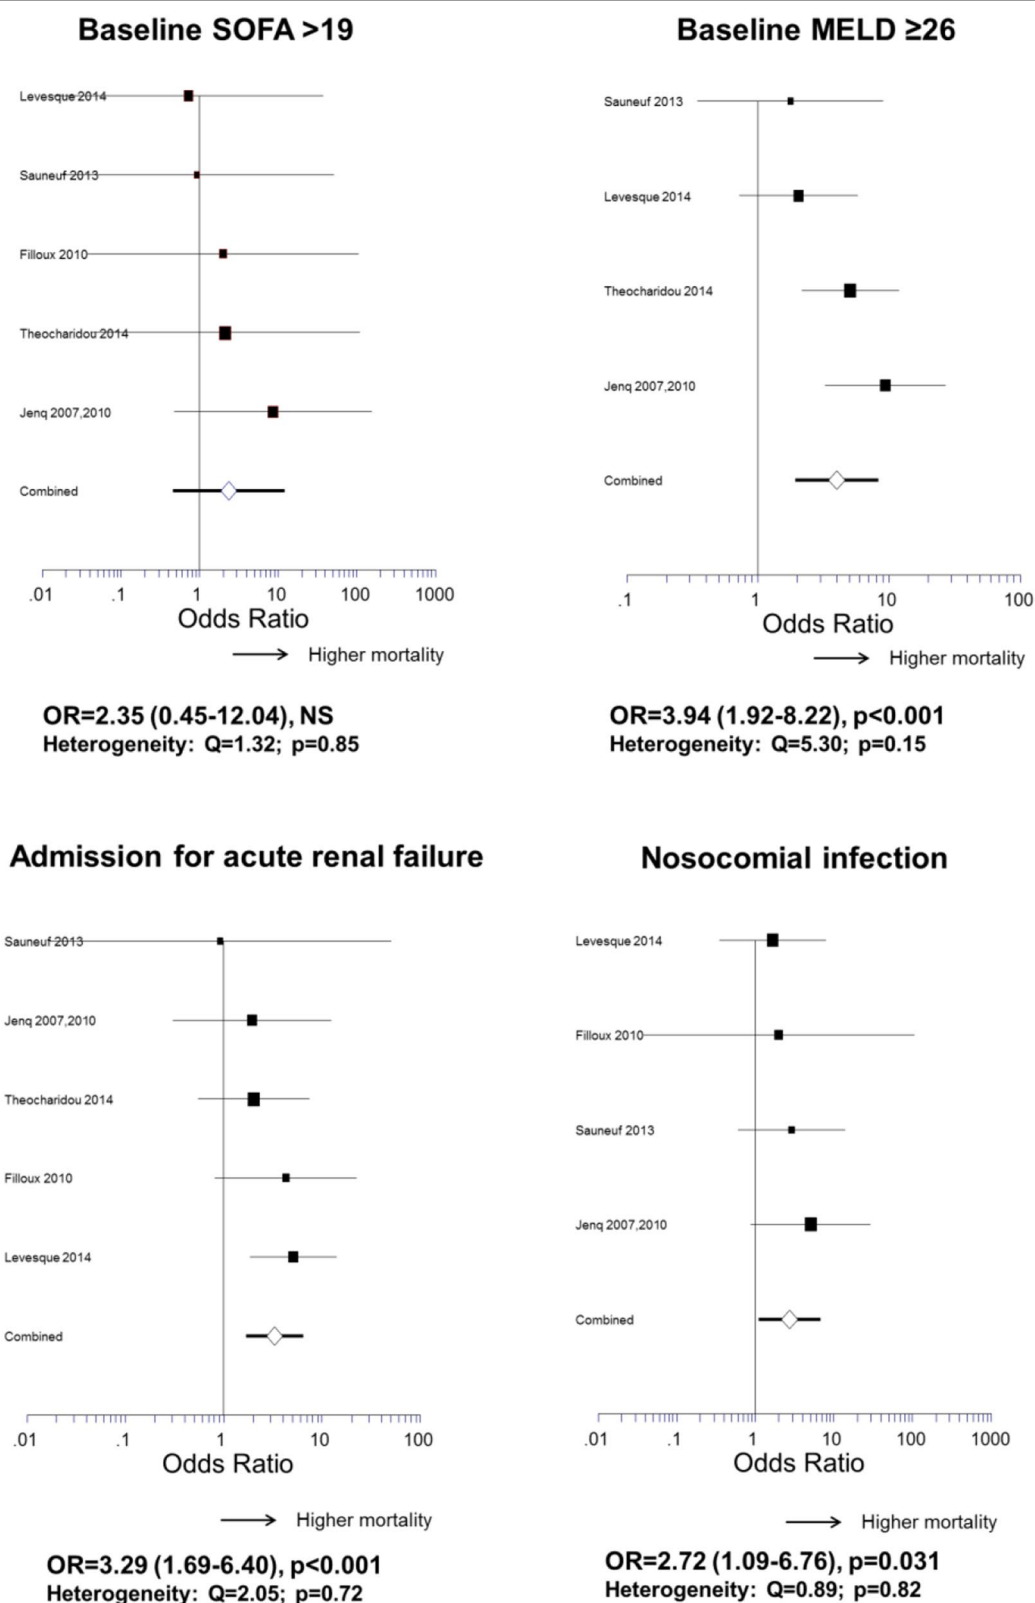 Baseline SOFA >19
Levesque 2014
Sauneuf 2013
Filloux 2010
Theocharidou 2014
Jenq 2007,2010
Combined
.01 .1 1 10 100 1000
Odds Ratio
Higher mortality
OR=2.35 (0.45-12.04), NS
Heterogeneity: Q=1.32; p=0.85
Baseline MELD ≥26
Sauneuf 2013
Levesque 2014
Theocharidou 2014
Jenq 2007,2010
Combined
.1 1 10 100
Odds Ratio
Higher mortality
OR=3.94 (1.92-8.22), p<0.001
Heterogeneity: Q=5.30; p=0.15
Admission for acute renal failure
Sauneuf 2013
Jenq 2007,2010
Theocharidou 2014
Filloux 2010
Levesque 2014
Combined
.01 .1 1 10 100
Odds Ratio
Higher mortality
OR=3.29 (1.69-6.40), p<0.001
Heterogeneity: Q=2.05; p=0.72
Nosocomial infection
Levesque 2014
Filloux 2010
Sauneuf 2013
Jenq 2007,2010
Combined
.01 .1 1 10 100 1000
Odds Ratio
Higher mortality
OR=2.72 (1.09-6.76), p=0.031
Heterogeneity: Q=0.89; p=0.82